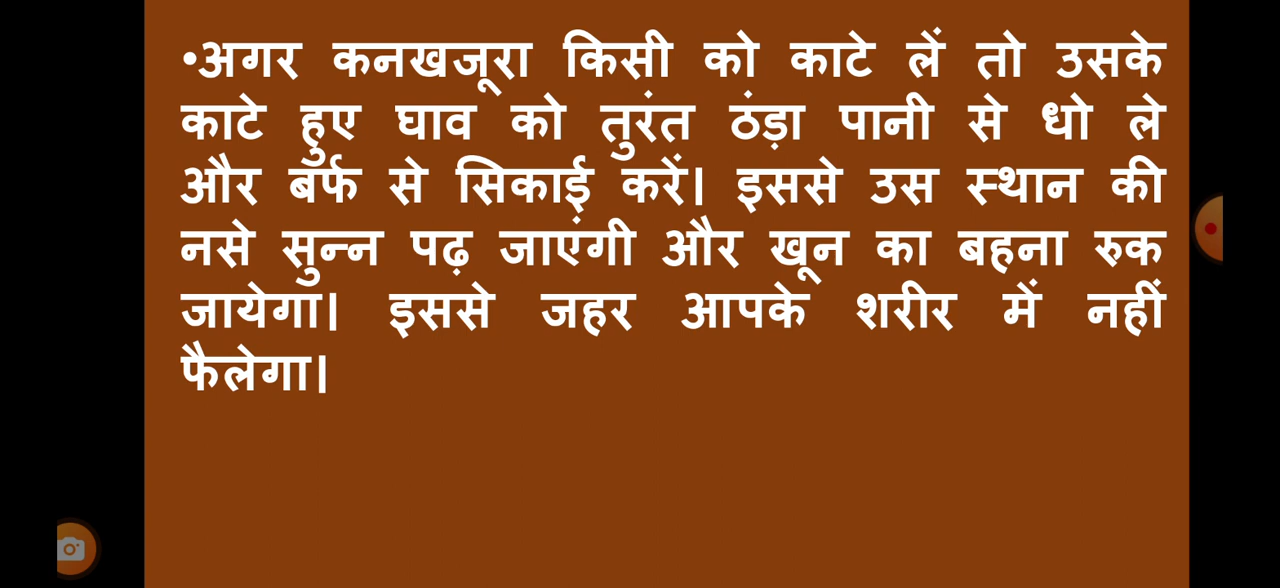 •अगर कनखजूरा किसी को काटे लें तो उसके
काटे हुए घाव को तुरंत ठंड़ा पानी से धो ले
और बर्फ से सिकाई करें। इससे उस स्थान की
नसे सुन्न पढ़ जाएंगी और खून का बहना रुक
जायेगा। इससे जहर आपके शरीर में नहीं
फैलेगा।